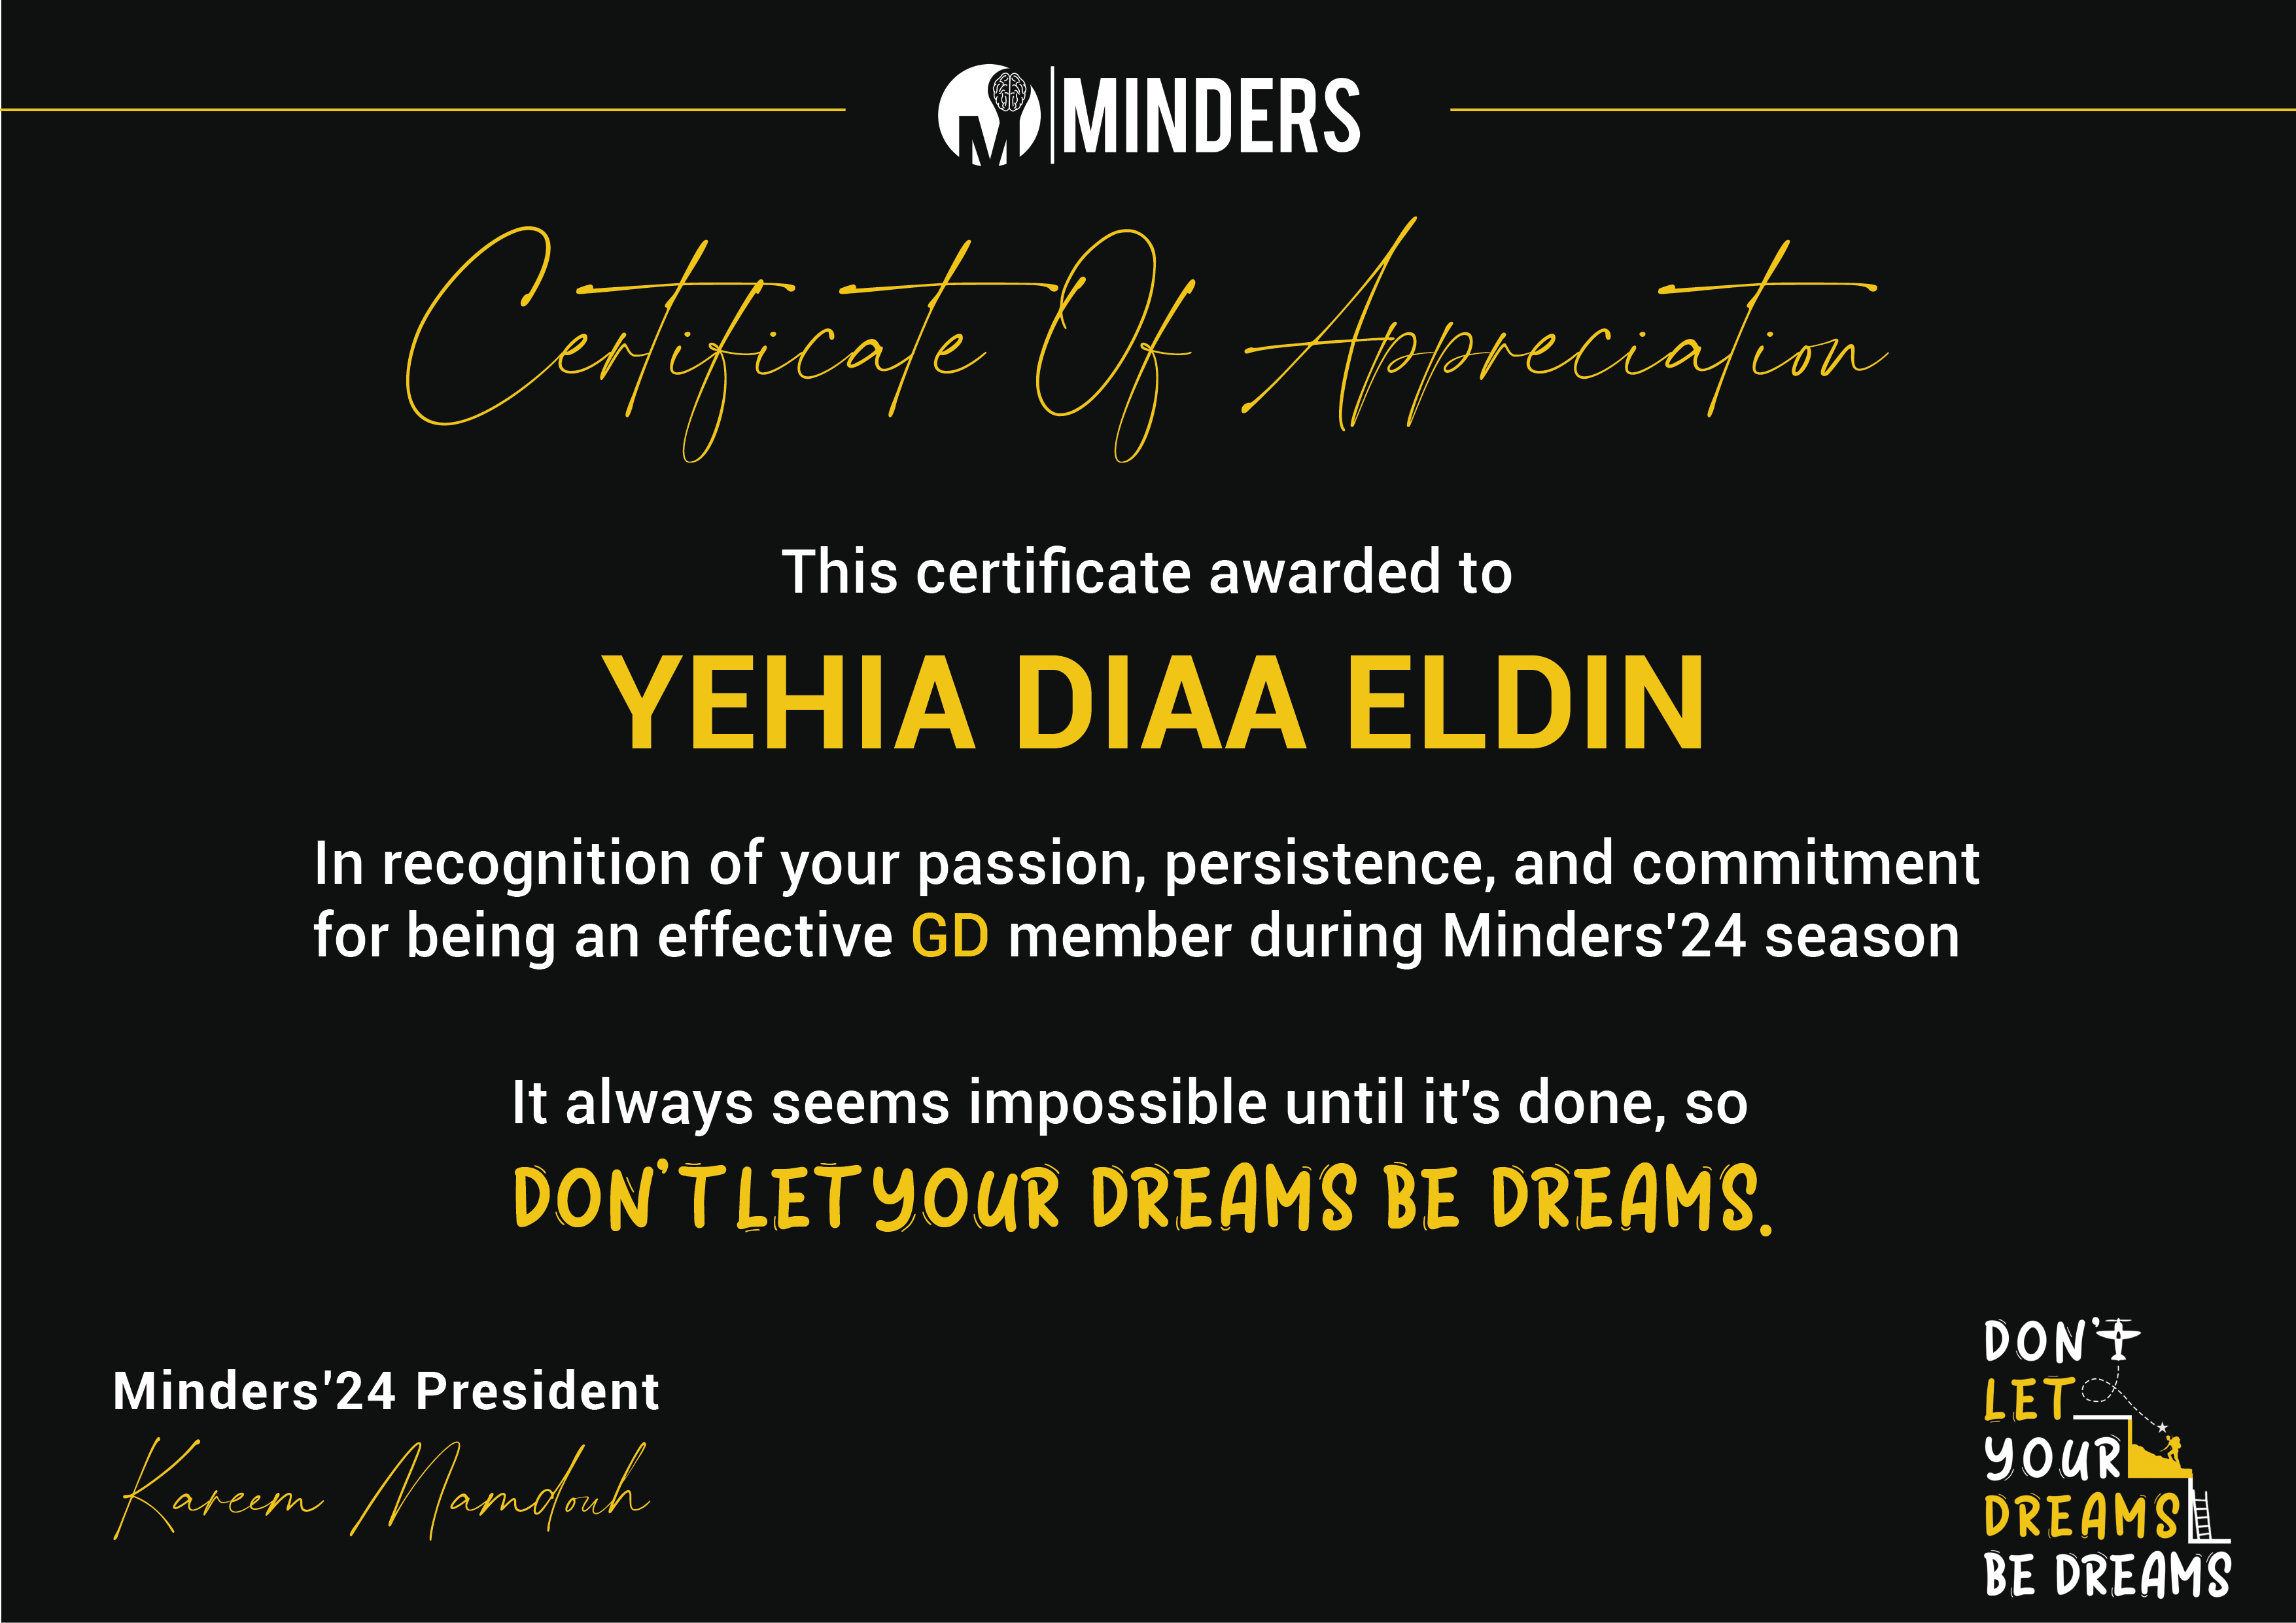 MINDERS
Certificate Of Appreciation
This certificate awarded to
YEHIA DIAA ELDIN
In recognition of your passion, persistence, and commitment
for being an effective GD member during Minders'24 season
It always seems impossible until it's done, so
DON'T LET YOUR DREAMS BE DREAMS.
Minders'24 President
Kareem Mamdouh
DON'T
LET
YOUR
DREAMS
BE DREAMS